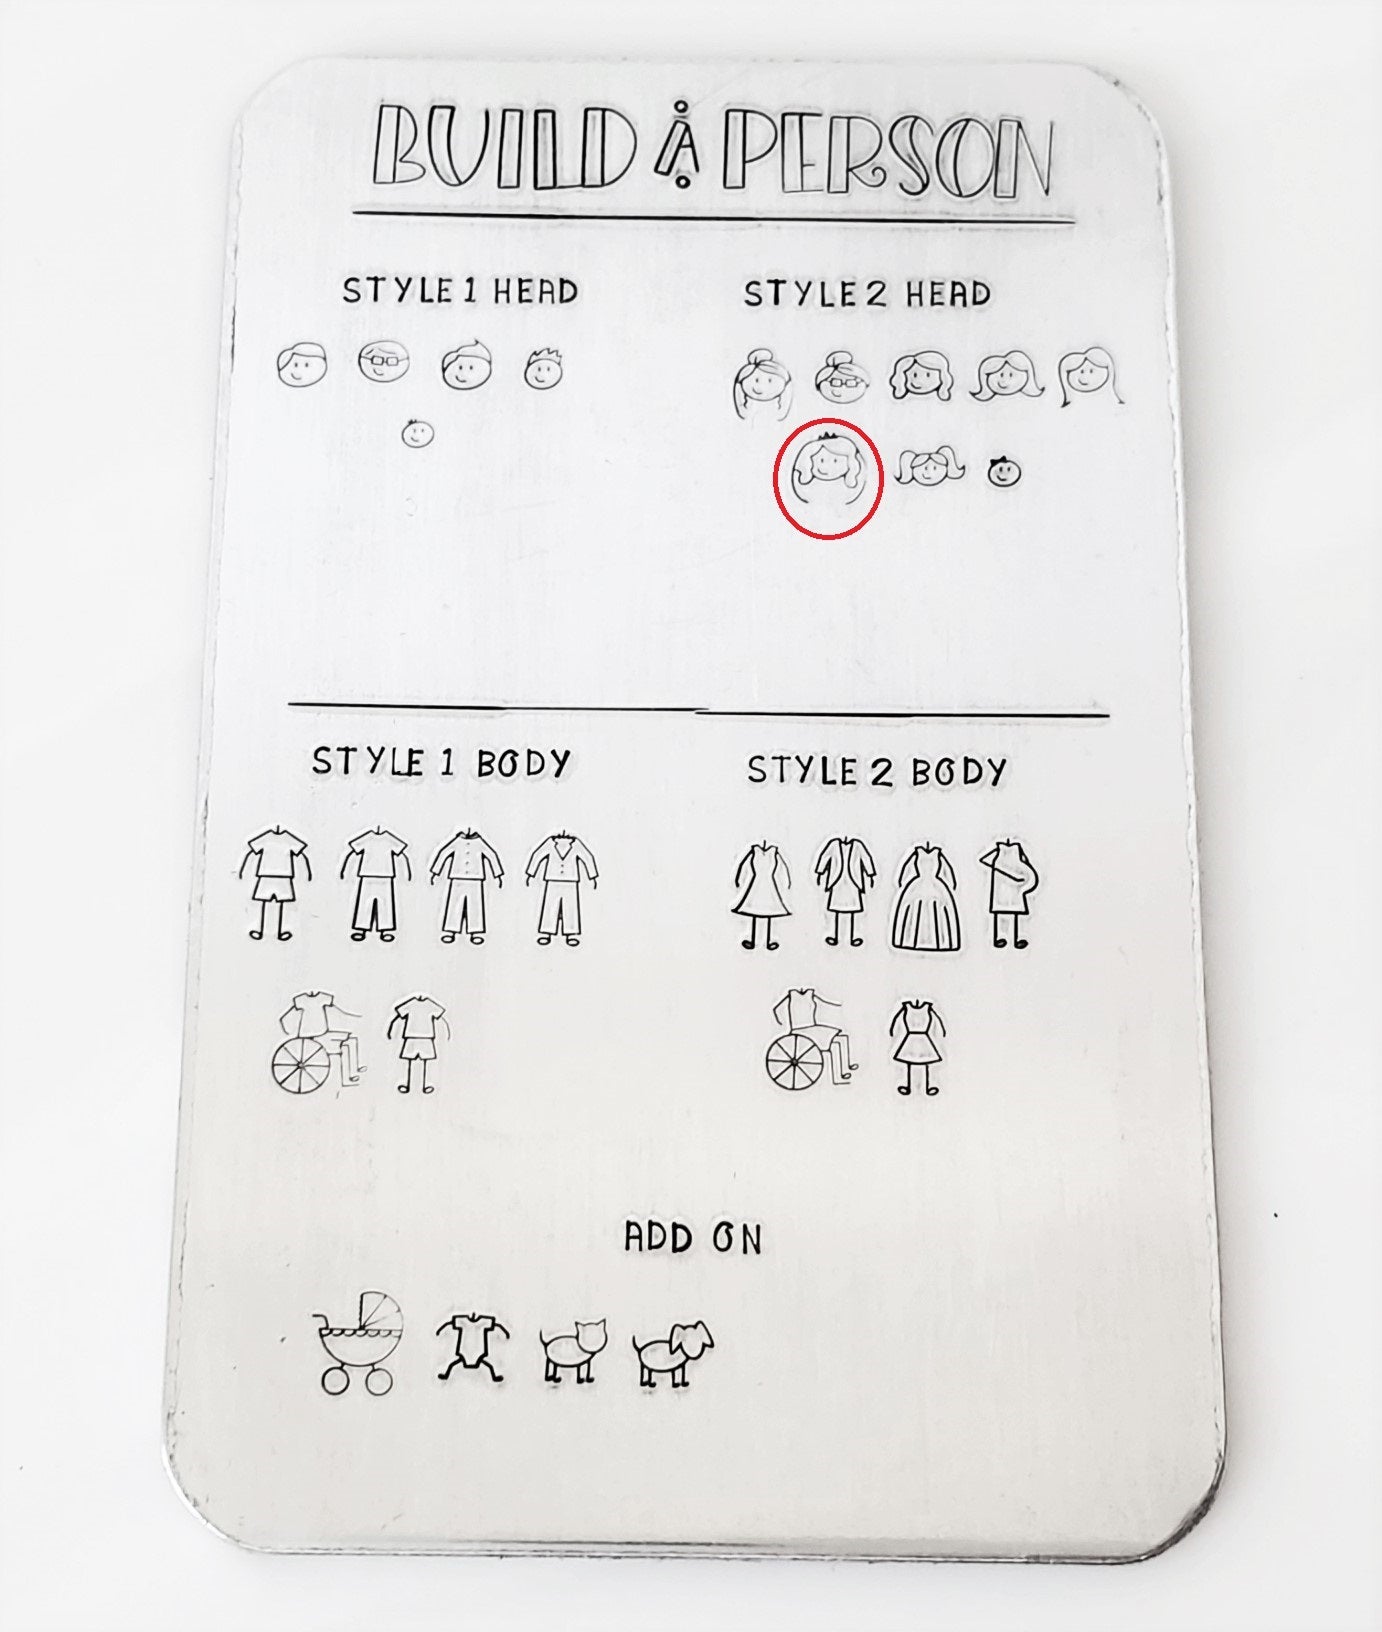 BUILD A PERSON
STYLE 1 HEAD
STYLE 2 HEAD
STYLE 1 BODY
STYLE 2 BODY
ADD ON